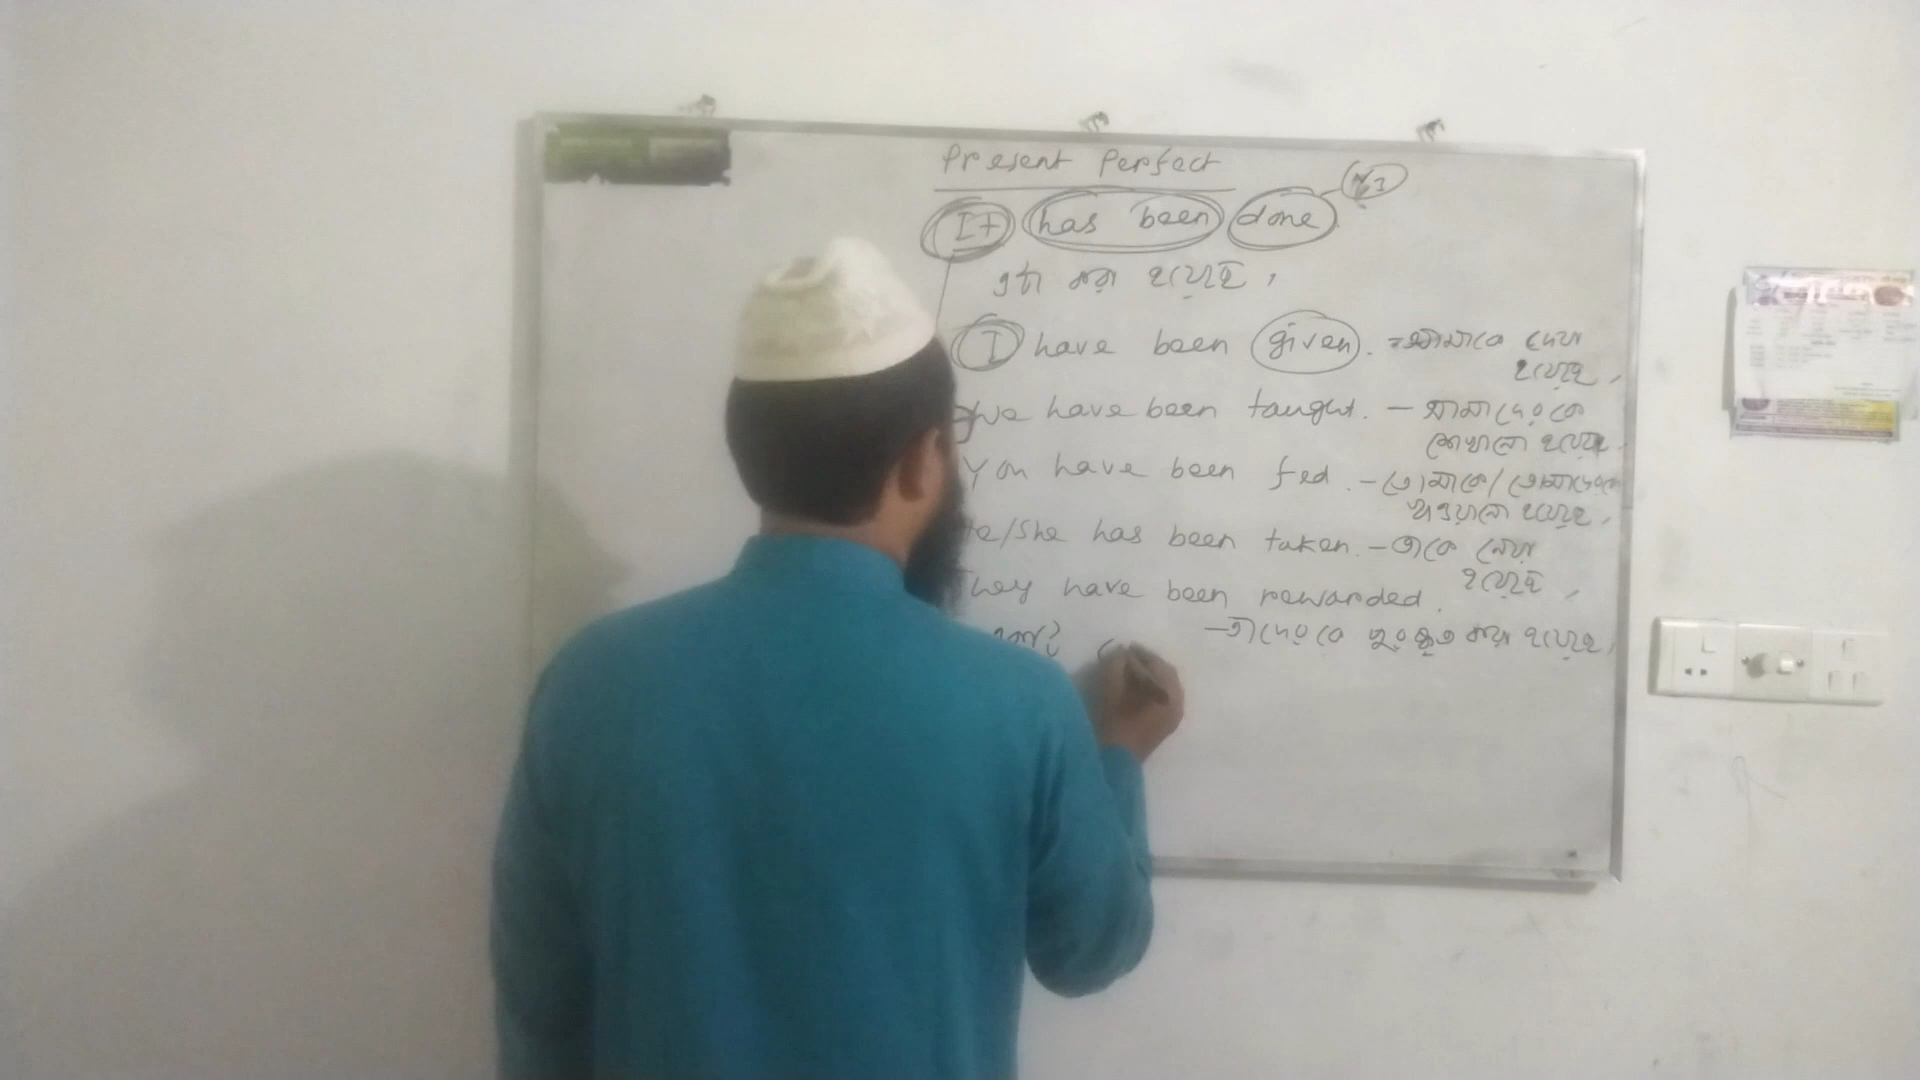 Present Perfect
It has been done V3
এটা করা হয়েছে।
I have been given. = আমাকে দেয়া
হয়েছে।
We have been taught. - আমাদেরকে
শেখানো হয়েছে।
You have been fed. - তোমাকে/তোমাদেরকে
খাওয়ানো হয়েছে।
He/She has been taken. - তাকে নেয়া
হয়েছে।
They have been rewarded.
- তাদেরকে পুরস্কৃত করা হয়েছে।